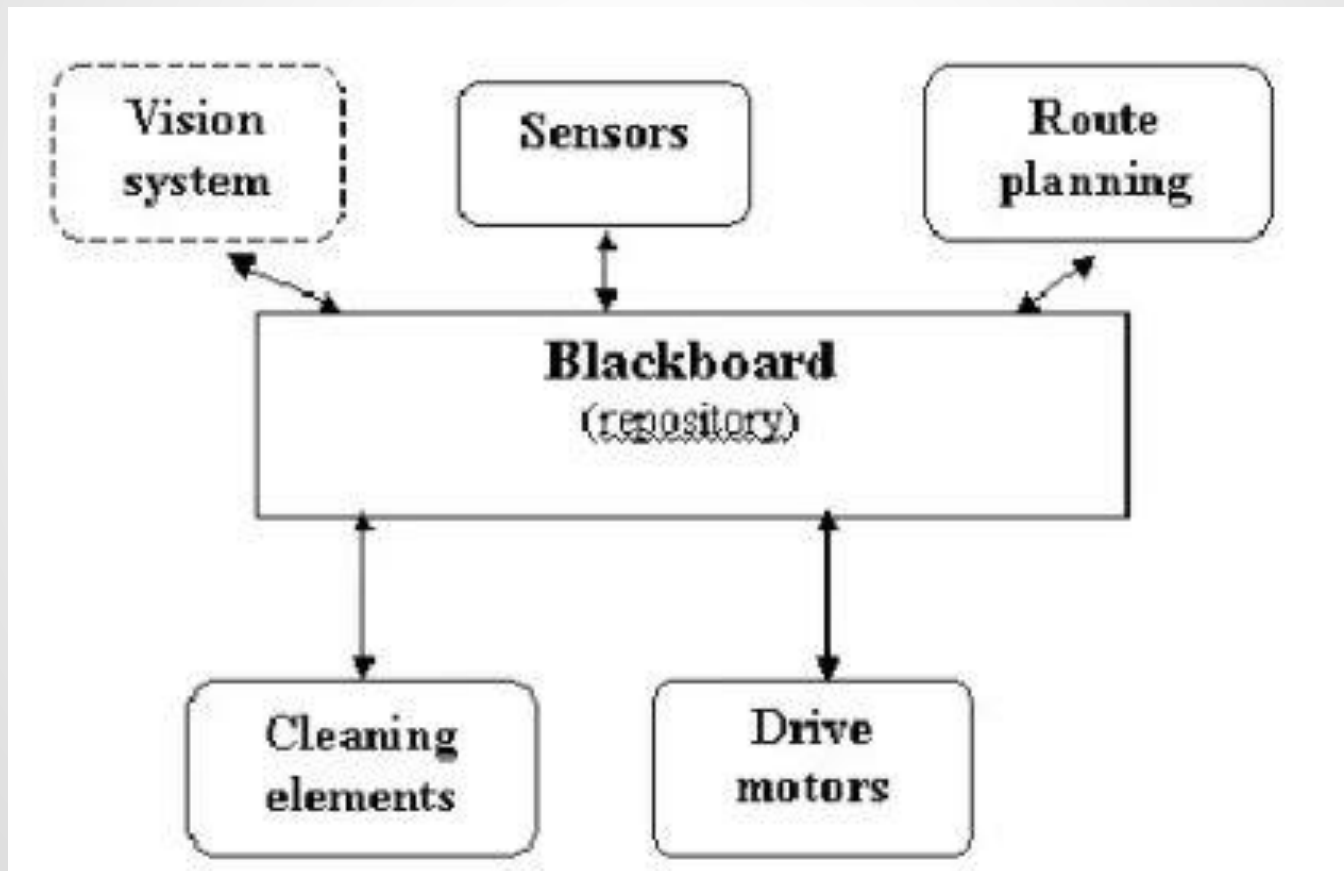 Vision
system
Sensors
Route
planning
Blackboard
(repository)
Cleaning
elements
Drive
motors